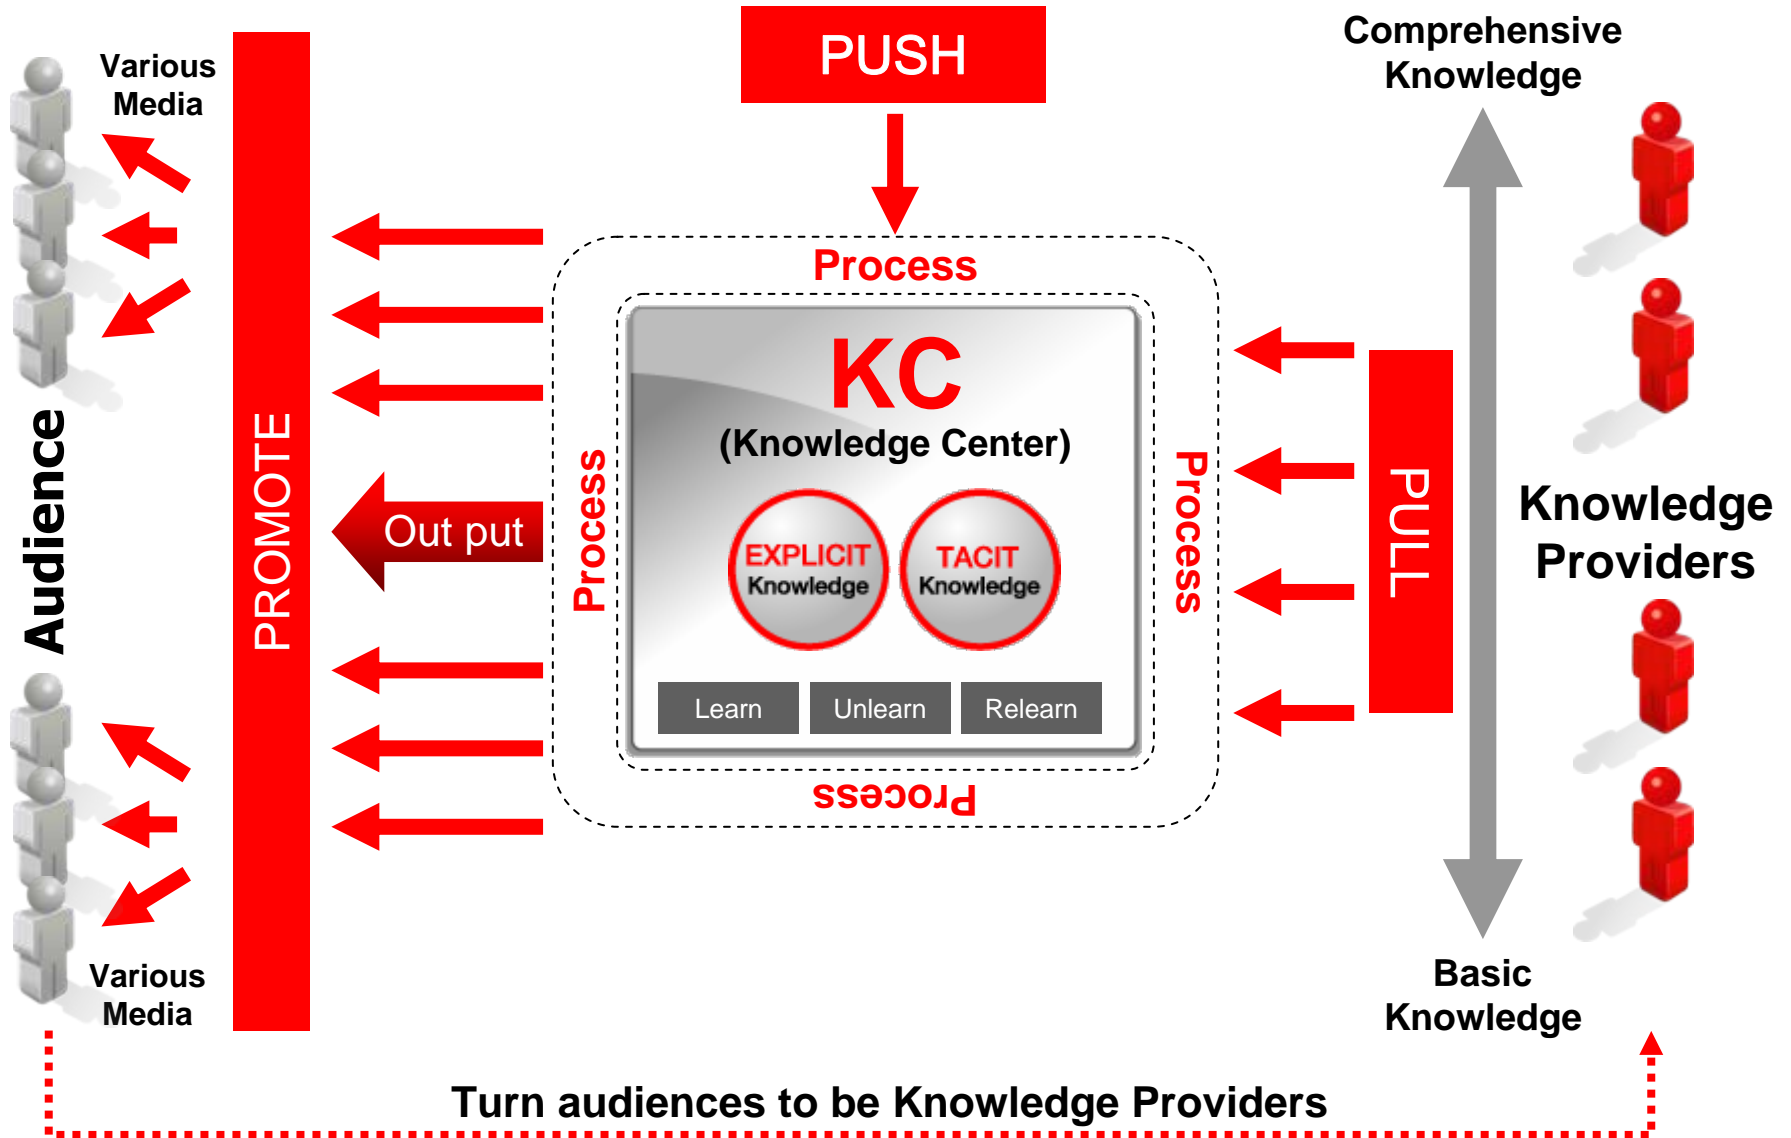 Various
Media
PUSH
Comprehensive
Knowledge
Audience
PROMOTE
Process
Process
KC
(Knowledge Center)
EXPLICIT
Knowledge
TACIT
Knowledge
Learn
Unlearn
Relearn
Process
Process
Out put
PULL
Knowledge
Providers
Various
Media
Basic
Knowledge
Turn audiences to be Knowledge Providers